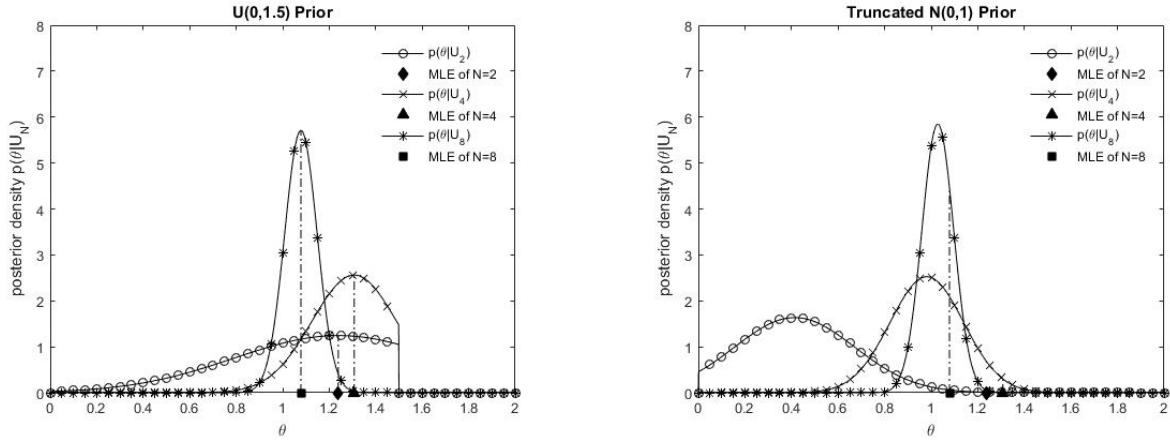 U(0,1.5) Prior
8
7
6
5
4
3
2
1
0
posterior density p(θ|U_N)
p(θ|U_2)
MLE of N=2
p(θ|U_4)
MLE of N=4
p(θ|U_8)
MLE of N=8
0 0.2 0.4 0.6 0.8 1 1.2 1.4 1.6 1.8 2
θ
Truncated N(0,1) Prior
8
7
6
5
4
3
2
1
0
posterior density p(θ|U_N)
p(θ|U_2)
MLE of N=2
p(θ|U_4)
MLE of N=4
p(θ|U_8)
MLE of N=8
0 0.2 0.4 0.6 0.8 1 1.2 1.4 1.6 1.8 2
θ